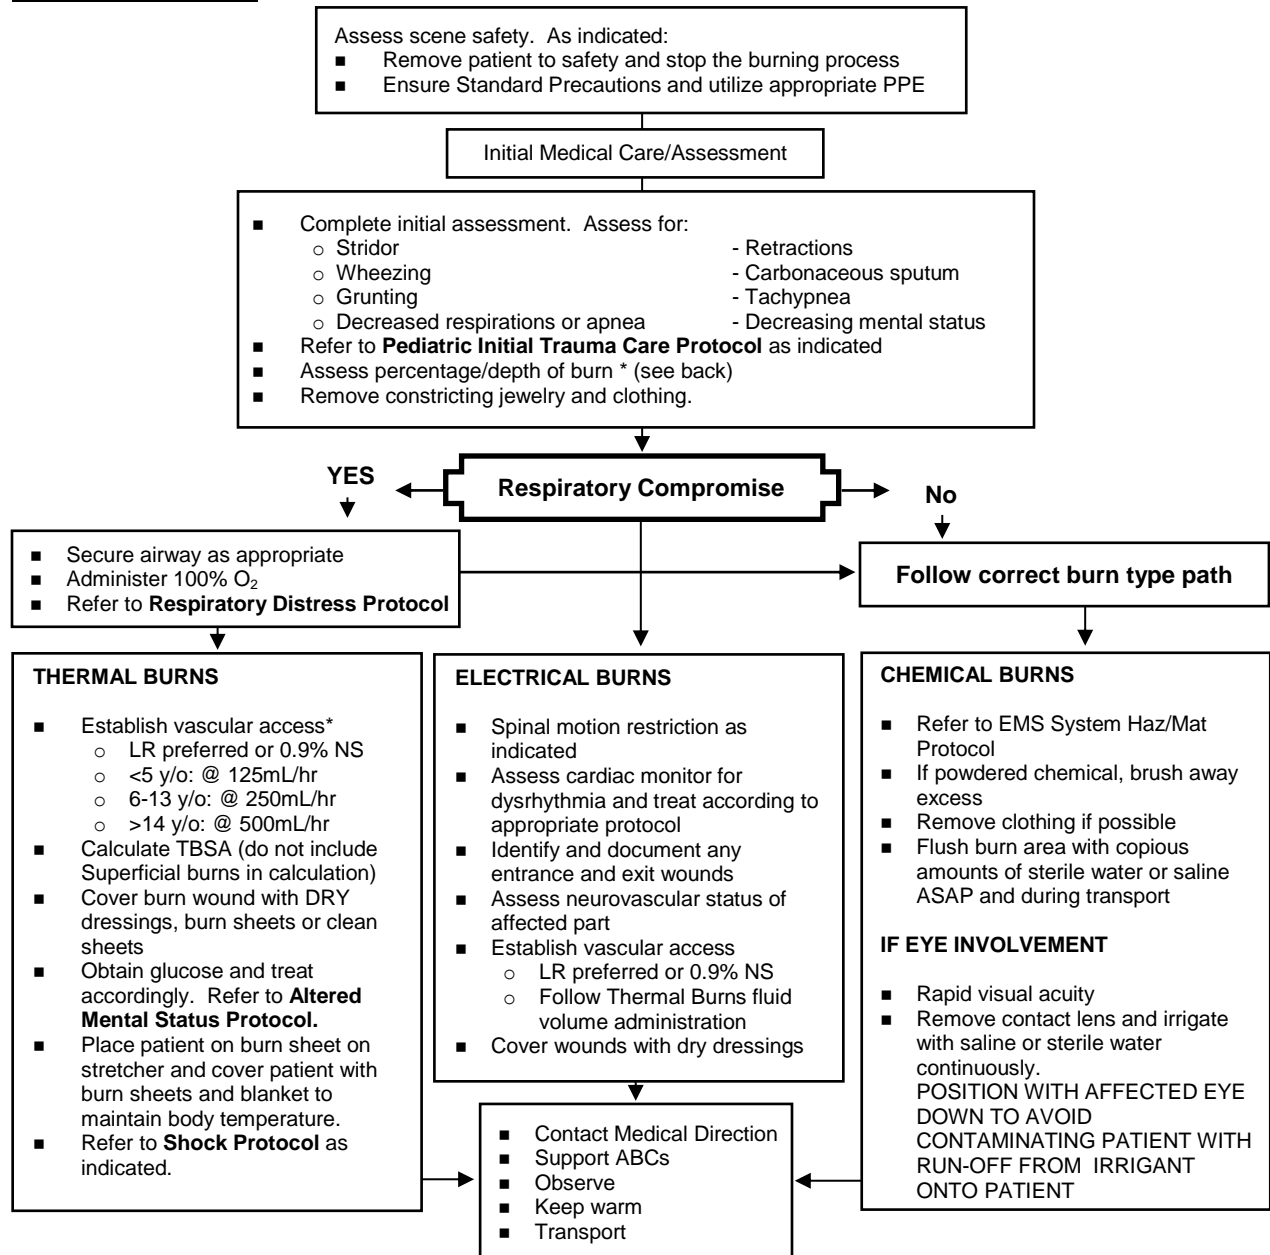 Assess scene safety.  As indicated:
■ Remove patient to safety and stop the burning process
■ Ensure Standard Precautions and utilize appropriate PPE
Initial Medical Care/Assessment
■ Complete initial assessment.  Assess for:
○ Stridor - Retractions
○ Wheezing - Carbonaceous sputum
○ Grunting - Tachypnea
○ Decreased respirations or apnea - Decreasing mental status
■ Refer to Pediatric Initial Trauma Care Protocol as indicated
■ Assess percentage/depth of burn * (see back)
■ Remove constricting jewelry and clothing.
YES
Respiratory Compromise
No
■ Secure airway as appropriate
■ Administer 100% O₂
■ Refer to Respiratory Distress Protocol
Follow correct burn type path
THERMAL BURNS
■ Establish vascular access*
○ LR preferred or 0.9% NS
○ <5 y/o: @ 125mL/hr
○ 6-13 y/o: @ 250mL/hr
○ >14 y/o: @ 500mL/hr
■ Calculate TBSA (do not include
Superficial burns in calculation)
■ Cover burn wound with DRY
dressings, burn sheets or clean
sheets
■ Obtain glucose and treat
accordingly.  Refer to Altered
Mental Status Protocol.
■ Place patient on burn sheet on
stretcher and cover patient with
burn sheets and blanket to
maintain body temperature.
■ Refer to Shock Protocol as
indicated.
ELECTRICAL BURNS
■ Spinal motion restriction as
indicated
■ Assess cardiac monitor for
dysrhythmia and treat according to
appropriate protocol
■ Identify and document any
entrance and exit wounds
■ Assess neurovascular status of
affected part
■ Establish vascular access
○ LR preferred or 0.9% NS
○ Follow Thermal Burns fluid
volume administration
■ Cover wounds with dry dressings
CHEMICAL BURNS
■ Refer to EMS System Haz/Mat
Protocol
■ If powdered chemical, brush away
excess
■ Remove clothing if possible
■ Flush burn area with copious
amounts of sterile water or saline
ASAP and during transport
IF EYE INVOLVEMENT
■ Rapid visual acuity
■ Remove contact lens and irrigate
with saline or sterile water
continuously.
POSITION WITH AFFECTED EYE
DOWN TO AVOID
CONTAMINATING PATIENT WITH
RUN-OFF FROM  IRRIGANT
ONTO PATIENT
■ Contact Medical Direction
■ Support ABCs
■ Observe
■ Keep warm
■ Transport